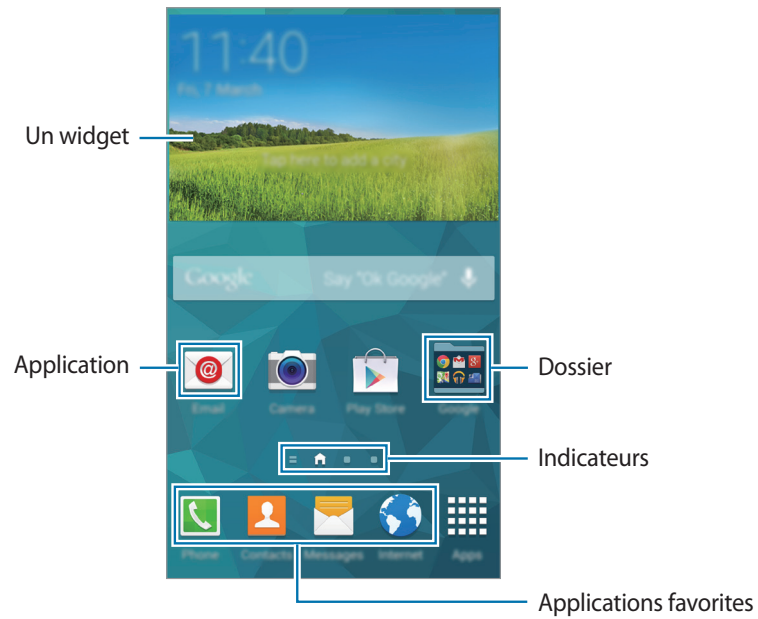 11:40
Fri, 7 March
Un widget
Tap here to add a city
Google Say "Ok Google"
Application
Dossier
Email Camera Play Store Google
Indicateurs
Phone Contacts Messages Internet Apps
Applications favorites